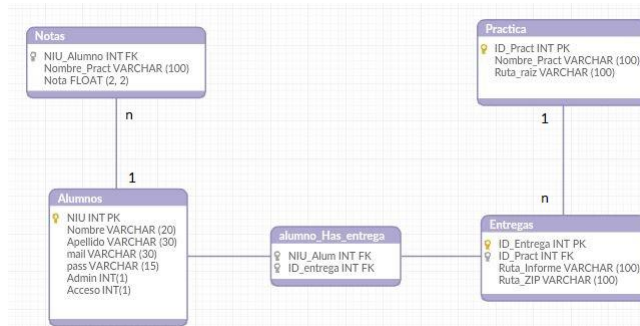 Notas
NIU_Alumno INT FK
Nombre_Pract VARCHAR (100)
Nota FLOAT (2, 2)
n
1
Alumnos
NIU INT PK
Nombre VARCHAR (20)
Apellido VARCHAR (30)
mail VARCHAR (30)
pass VARCHAR (15)
Admin INT(1)
Acceso INT(1)
alumno_Has_entrega
NIU_Alum INT FK
ID_entrega INT FK
Practica
ID_Pract INT PK
Nombre_Pract VARCHAR (100)
Ruta_raiz VARCHAR (100)
1
n
Entregas
ID_Entrega INT PK
ID_Pract INT FK
Ruta_Informe VARCHAR (100)
Ruta_ZIP VARCHAR (100)